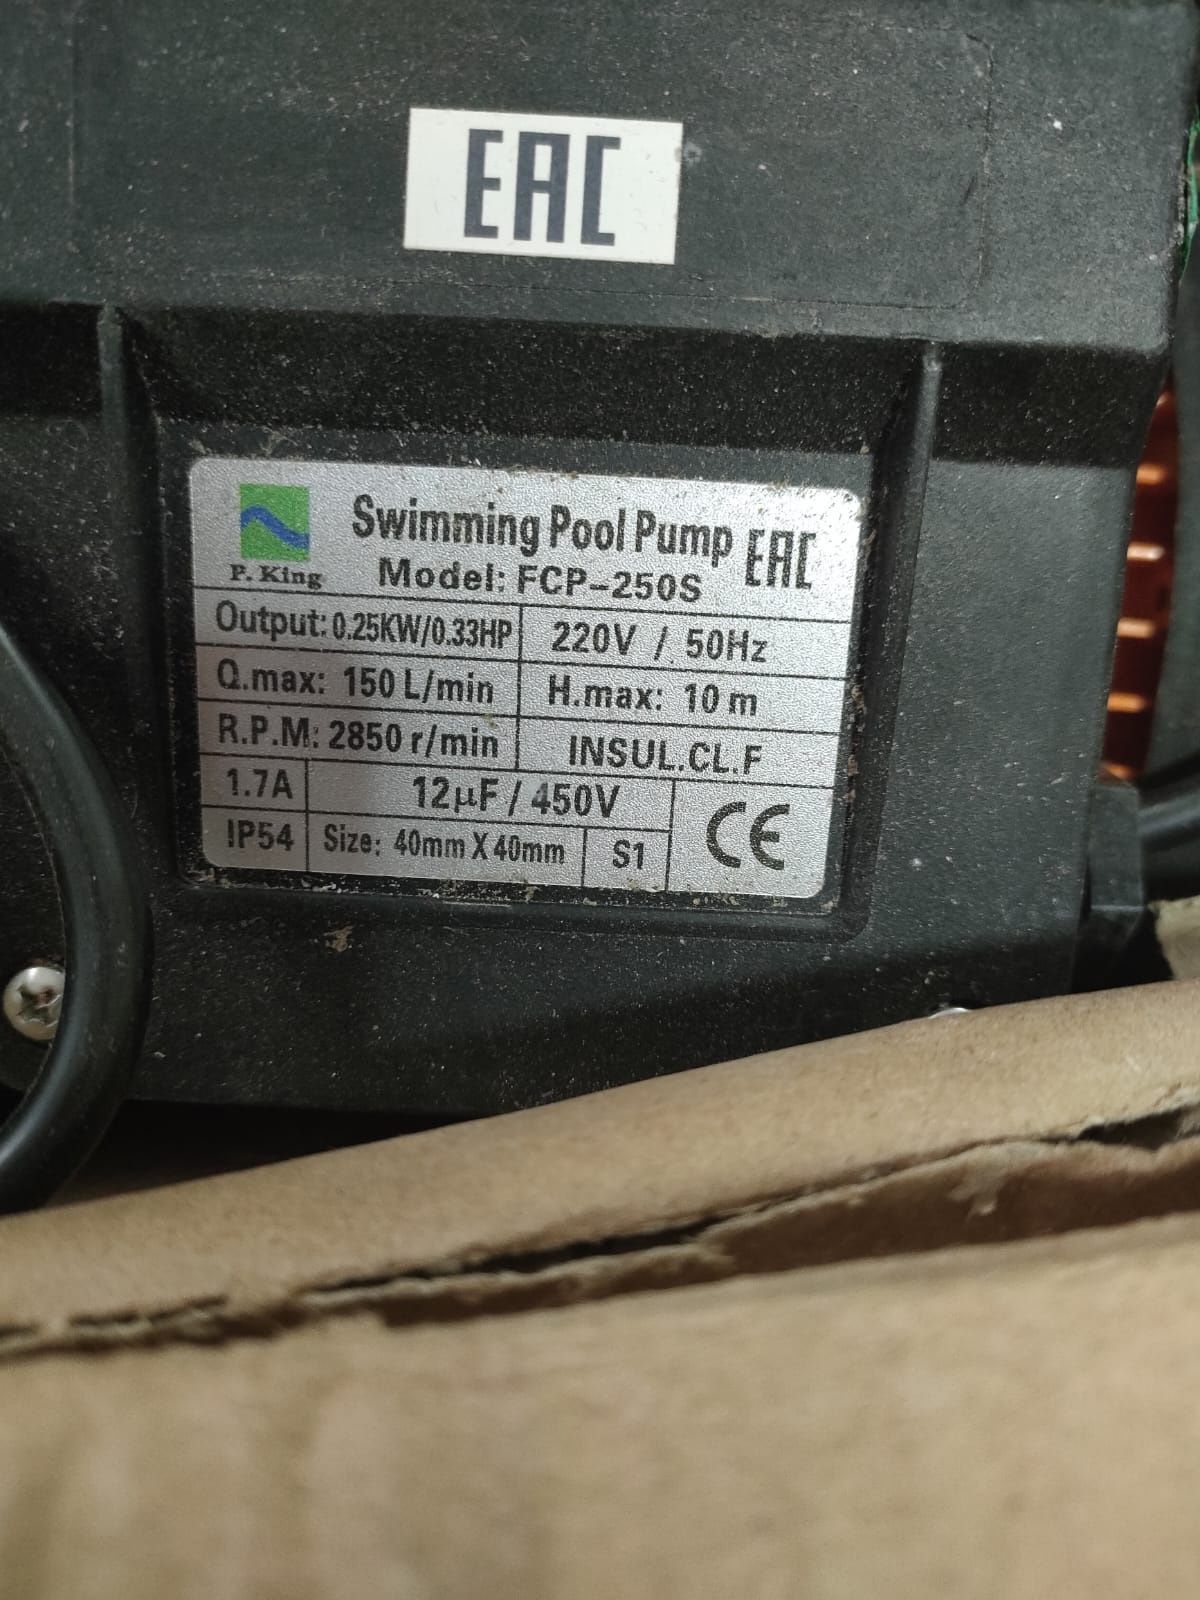 EAC
Swimming Pool Pump EAC
P. King
Model: FCP-250S
Output: 0.25KW/0.33HP 220V / 50Hz
Q.max: 150 L/min H.max: 10 m
R.P.M: 2850 r/min INSUL.CL.F
1.7A 12µF / 450V
IP54 Size: 40mm X 40mm S1 CE